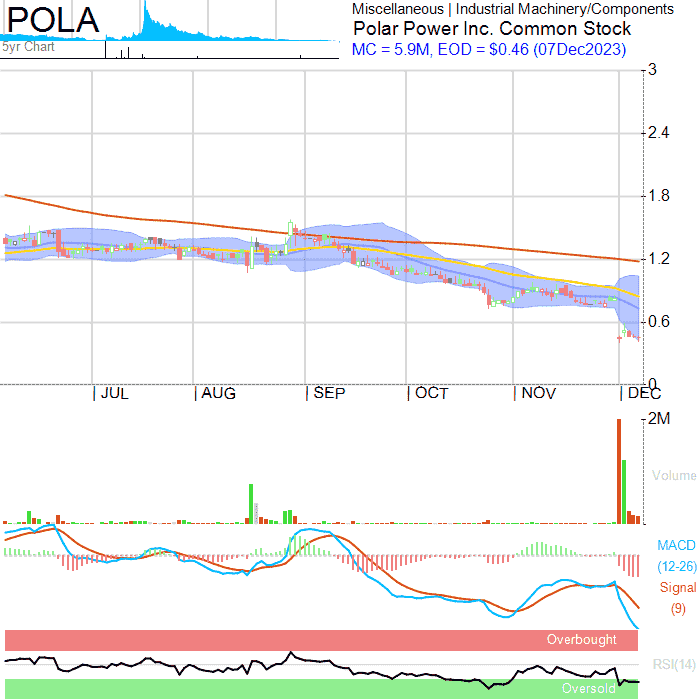 POLA
5yr Chart
Miscellaneous | Industrial Machinery/Components
Polar Power Inc. Common Stock
MC = 5.9M, EOD = $0.46 (07Dec2023)
3
2.4
1.8
1.2
0.6
0
JUL AUG SEP OCT NOV DEC
2M
Volume
MACD
(12-26)
Signal
(9)
Overbought
RSI(14)
Oversold